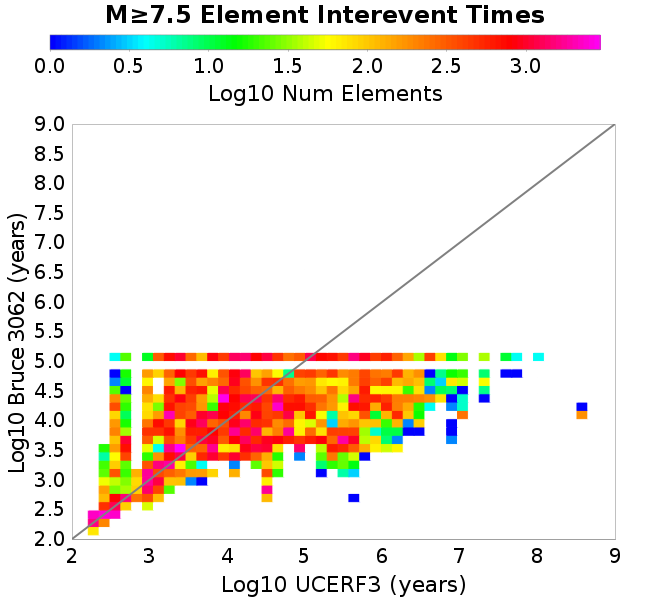 M≥7.5 Element Interevent Times
0.0 0.5 1.0 1.5 2.0 2.5 3.0
Log10 Num Elements
9.0
8.5
8.0
7.5
7.0
6.5
6.0
5.5
5.0
4.5
4.0
3.5
3.0
2.5
2.0
Log10 Bruce 3062 (years)
2 3 4 5 6 7 8 9
Log10 UCERF3 (years)